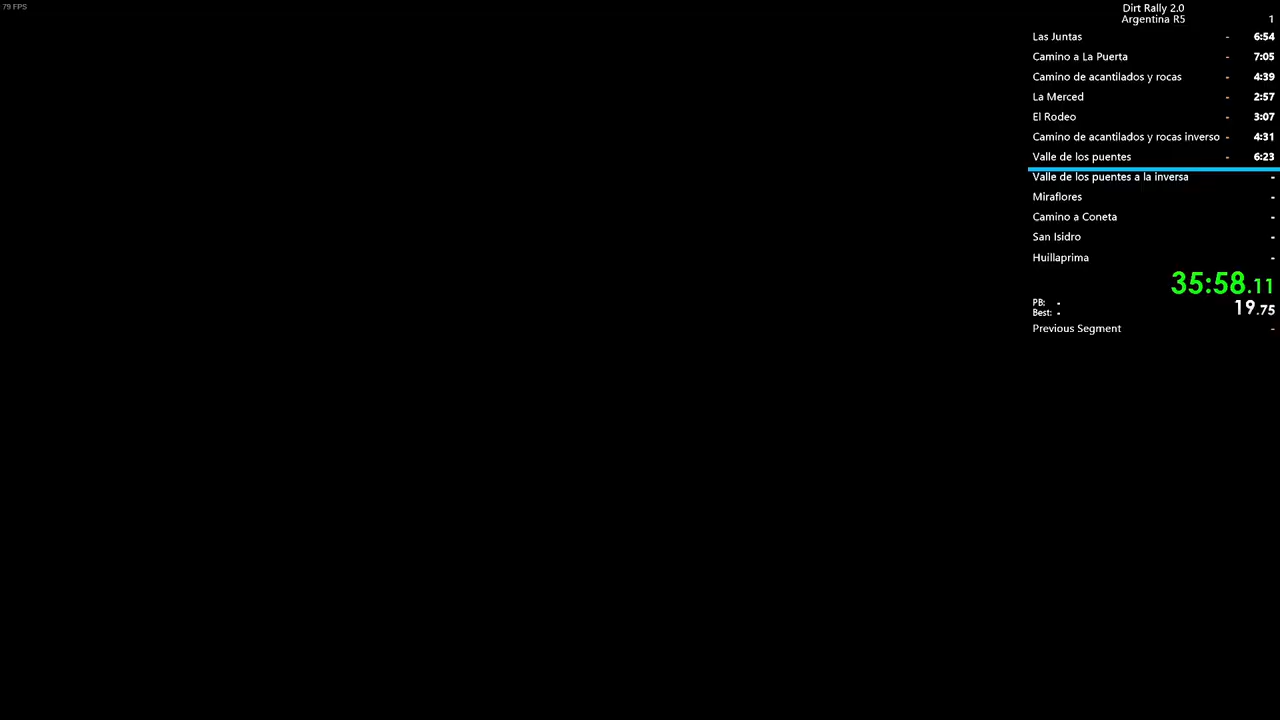 79 FPS
Dirt Rally 2.0
Argentina R5 1
Las Juntas - 6:54
Camino a La Puerta - 7:05
Camino de acantilados y rocas - 4:39
La Merced - 2:57
El Rodeo - 3:07
Camino de acantilados y rocas inverso - 4:31
Valle de los puentes - 6:23
Valle de los puentes a la inversa -
Miraflores -
Camino a Coneta -
San Isidro -
Huillaprima -
35:58.11
PB: -
Best: -
19.75
Previous Segment -